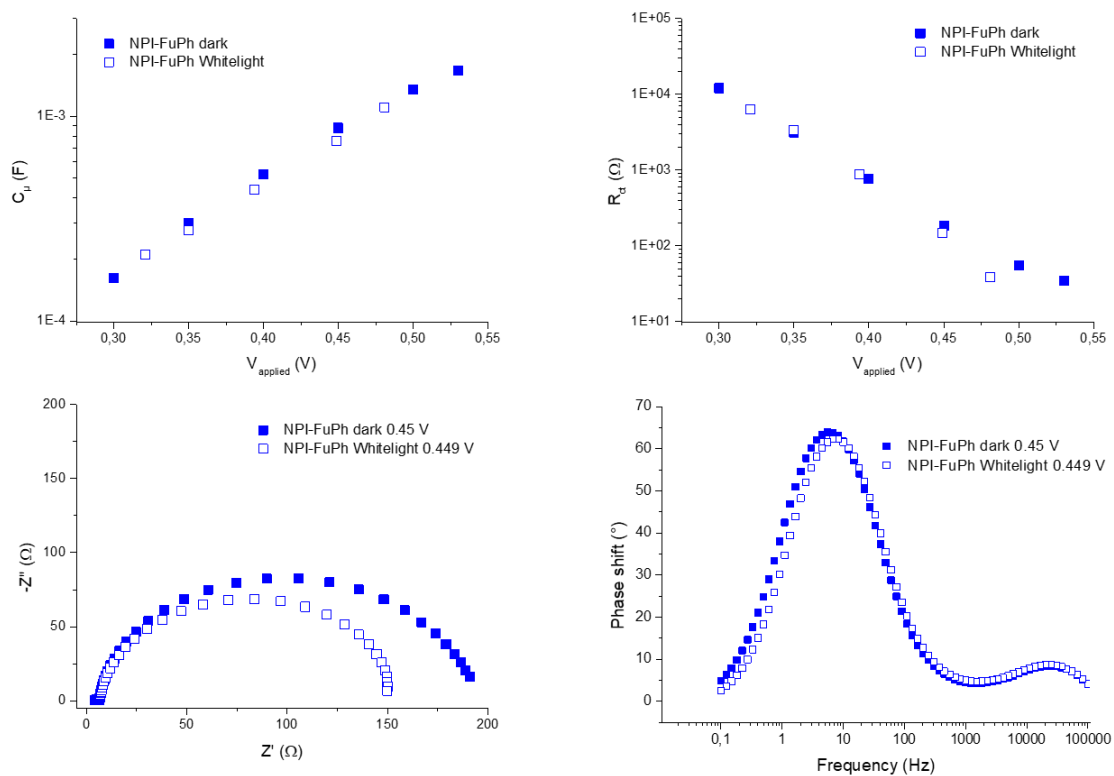 NPI-FuPh dark
NPI-FuPh Whitelight
1E-3
1E-4
Cμ (F)
0,30 0,35 0,40 0,45 0,50 0,55
Vapplied (V)
NPI-FuPh dark
NPI-FuPh Whitelight
1E+05
1E+04
1E+03
1E+02
1E+01
Rct (Ω)
0,30 0,35 0,40 0,45 0,50 0,55
Vapplied (V)
NPI-FuPh dark 0.45 V
NPI-FuPh Whitelight 0.449 V
200
150
100
50
0
-Z'' (Ω)
0 50 100 150 200
Z' (Ω)
NPI-FuPh dark 0.45 V
NPI-FuPh Whitelight 0.449 V
70
60
50
40
30
20
10
0
Phase shift (°)
0,1 1 10 100 1000 10000 100000
Frequency (Hz)